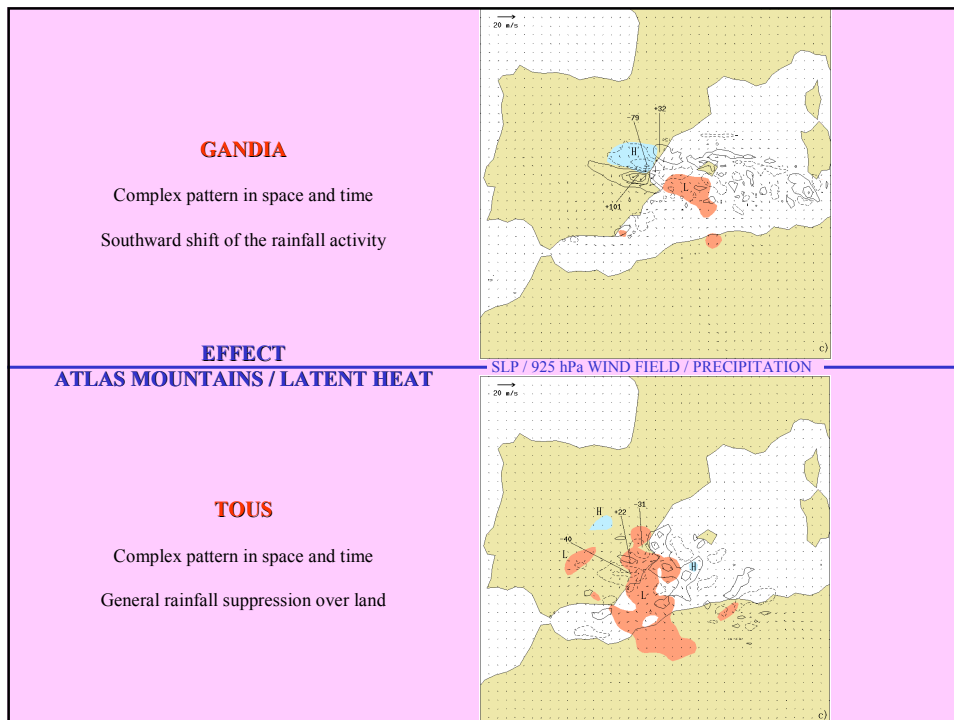 GANDIA
Complex pattern in space and time
Southward shift of the rainfall activity
20 m/s
-79
+32
H
L
+101
c)
EFFECT
ATLAS MOUNTAINS / LATENT HEAT
SLP / 925 hPa WIND FIELD / PRECIPITATION
TOUS
Complex pattern in space and time
General rainfall suppression over land
20 m/s
-31
H
+22
-40
L
H
L
c)